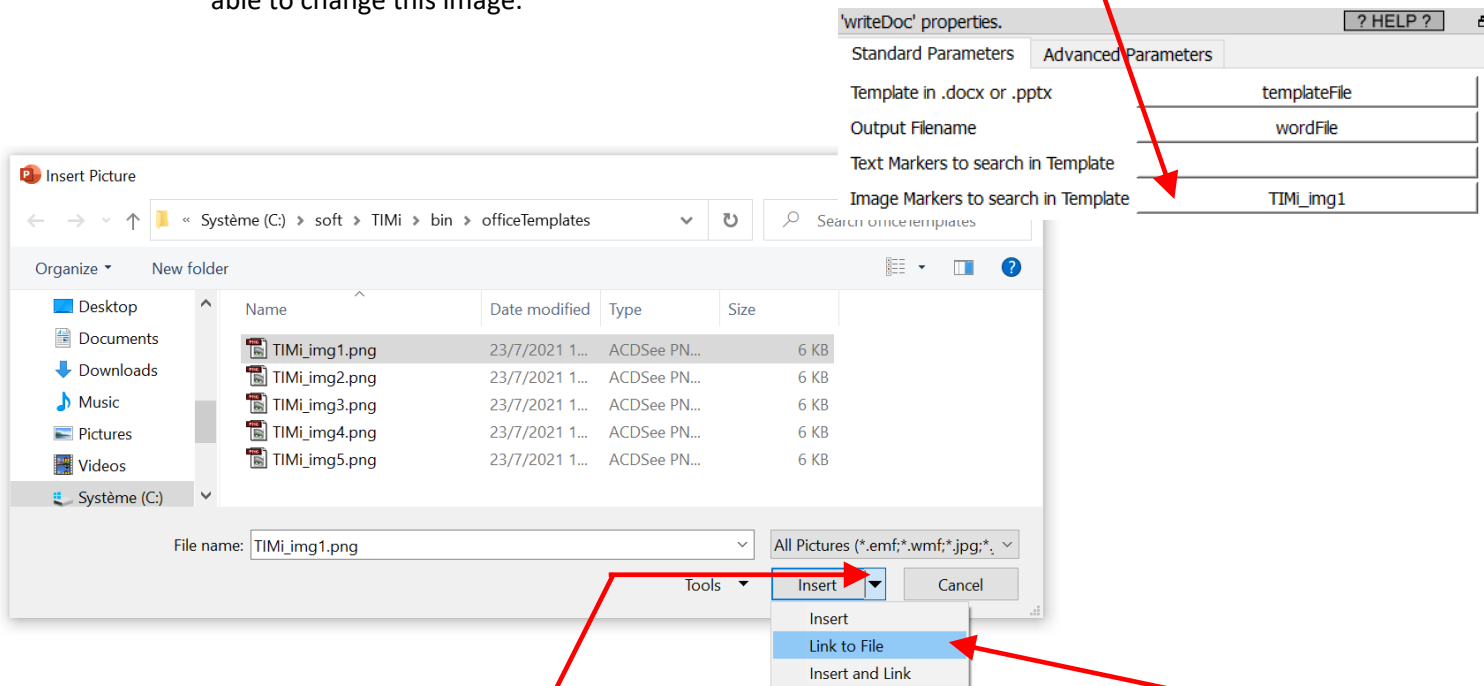 able to change this image.
'writeDoc' properties.
? HELP ?
Standard Parameters
Advanced Parameters
Template in .docx or .pptx
templateFile
Output Filename
wordFile
Text Markers to search in Template
Image Markers to search in Template
TIMi_img1
Insert Picture
« Système (C:) > soft > TIMi > bin > officeTemplates
Search officeTemplates
Organize
New folder
Desktop
Documents
Downloads
Music
Pictures
Videos
Système (C:)
Name
Date modified
Type
Size
TIMi_img1.png 23/7/2021 1... ACDSee PN... 6 KB
TIMi_img2.png 23/7/2021 1... ACDSee PN... 6 KB
TIMi_img3.png 23/7/2021 1... ACDSee PN... 6 KB
TIMi_img4.png 23/7/2021 1... ACDSee PN... 6 KB
TIMi_img5.png 23/7/2021 1... ACDSee PN... 6 KB
File name: TIMi_img1.png
All Pictures (*.emf;*.wmf;*.jpg;*.
Tools
Insert
Cancel
Insert
Link to File
Insert and Link